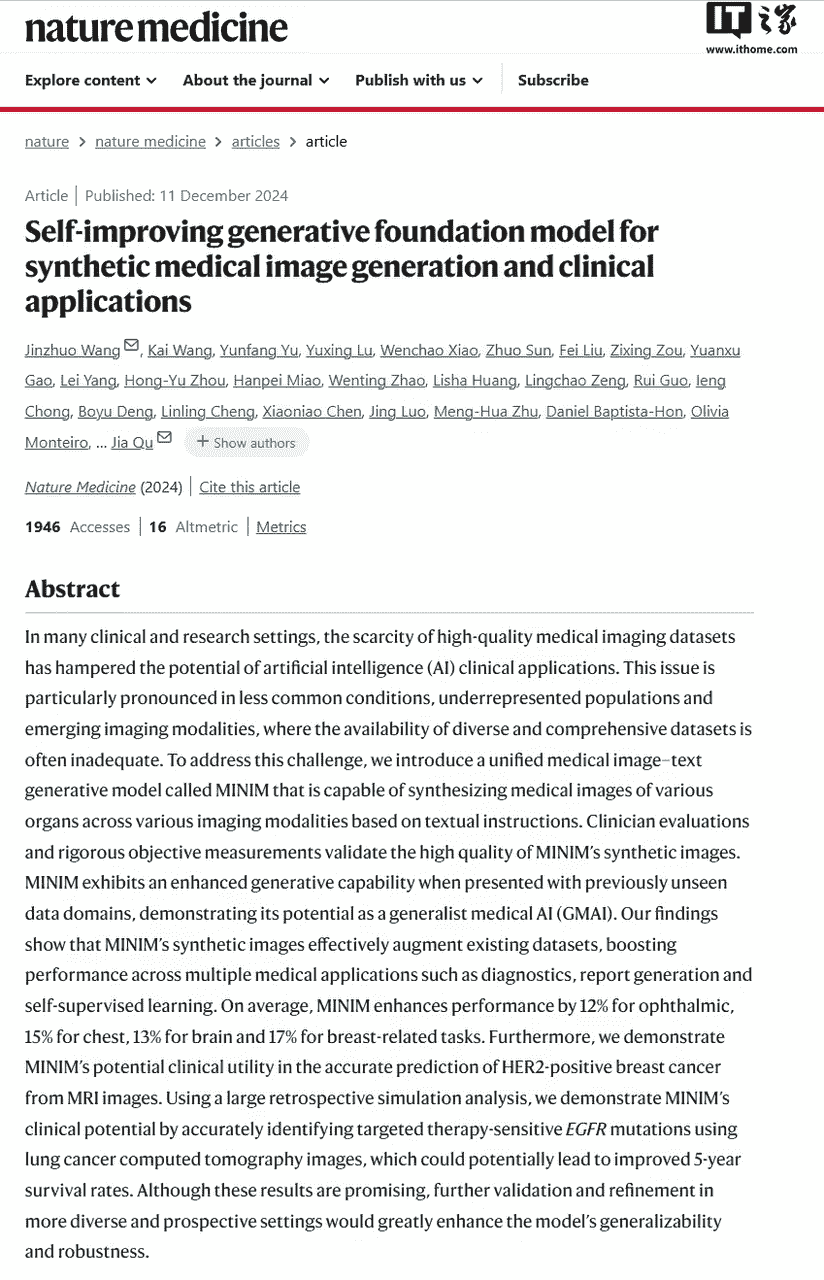 nature medicine
IT之家
www.ithome.com
Explore content
About the journal
Publish with us
Subscribe
nature > nature medicine > articles > article
Article | Published: 11 December 2024
Self-improving generative foundation model for
synthetic medical image generation and clinical
applications
Jinzhuo Wang, Kai Wang, Yunfang Yu, Yuxing Lu, Wenchao Xiao, Zhuo Sun, Fei Liu, Zixing Zou, Yuanxu
Gao, Lei Yang, Hong-Yu Zhou, Hanpei Miao, Wenting Zhao, Lisha Huang, Lingchao Zeng, Rui Guo, Ieng
Chong, Boyu Deng, Linling Cheng, Xiaoniao Chen, Jing Luo, Meng-Hua Zhu, Daniel Baptista-Hon, Olivia
Monteiro, ... Jia Qu + Show authors
Nature Medicine (2024) | Cite this article
1946 Accesses | 16 Altmetric | Metrics
Abstract
In many clinical and research settings, the scarcity of high-quality medical imaging datasets
has hampered the potential of artificial intelligence (AI) clinical applications. This issue is
particularly pronounced in less common conditions, underrepresented populations and
emerging imaging modalities, where the availability of diverse and comprehensive datasets is
often inadequate. To address this challenge, we introduce a unified medical image–text
generative model called MINIM that is capable of synthesizing medical images of various
organs across various imaging modalities based on textual instructions. Clinician evaluations
and rigorous objective measurements validate the high quality of MINIM's synthetic images.
MINIM exhibits an enhanced generative capability when presented with previously unseen
data domains, demonstrating its potential as a generalist medical AI (GMAI). Our findings
show that MINIM's synthetic images effectively augment existing datasets, boosting
performance across multiple medical applications such as diagnostics, report generation and
self-supervised learning. On average, MINIM enhances performance by 12% for ophthalmic,
15% for chest, 13% for brain and 17% for breast-related tasks. Furthermore, we demonstrate
MINIM's potential clinical utility in the accurate prediction of HER2-positive breast cancer
from MRI images. Using a large retrospective simulation analysis, we demonstrate MINIM's
clinical potential by accurately identifying targeted therapy-sensitive EGFR mutations using
lung cancer computed tomography images, which could potentially lead to improved 5-year
survival rates. Although these results are promising, further validation and refinement in
more diverse and prospective settings would greatly enhance the model's generalizability
and robustness.